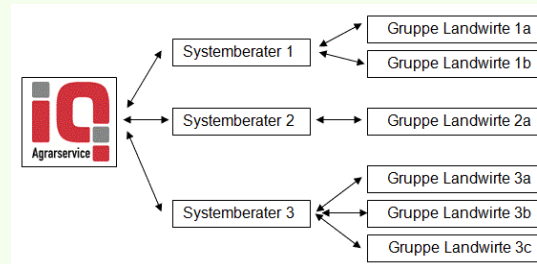 Gruppe Landwirte 1a
Systemberater 1
Gruppe Landwirte 1b
iQ
Agrarservice
Systemberater 2
Gruppe Landwirte 2a
Gruppe Landwirte 3a
Systemberater 3
Gruppe Landwirte 3b
Gruppe Landwirte 3c